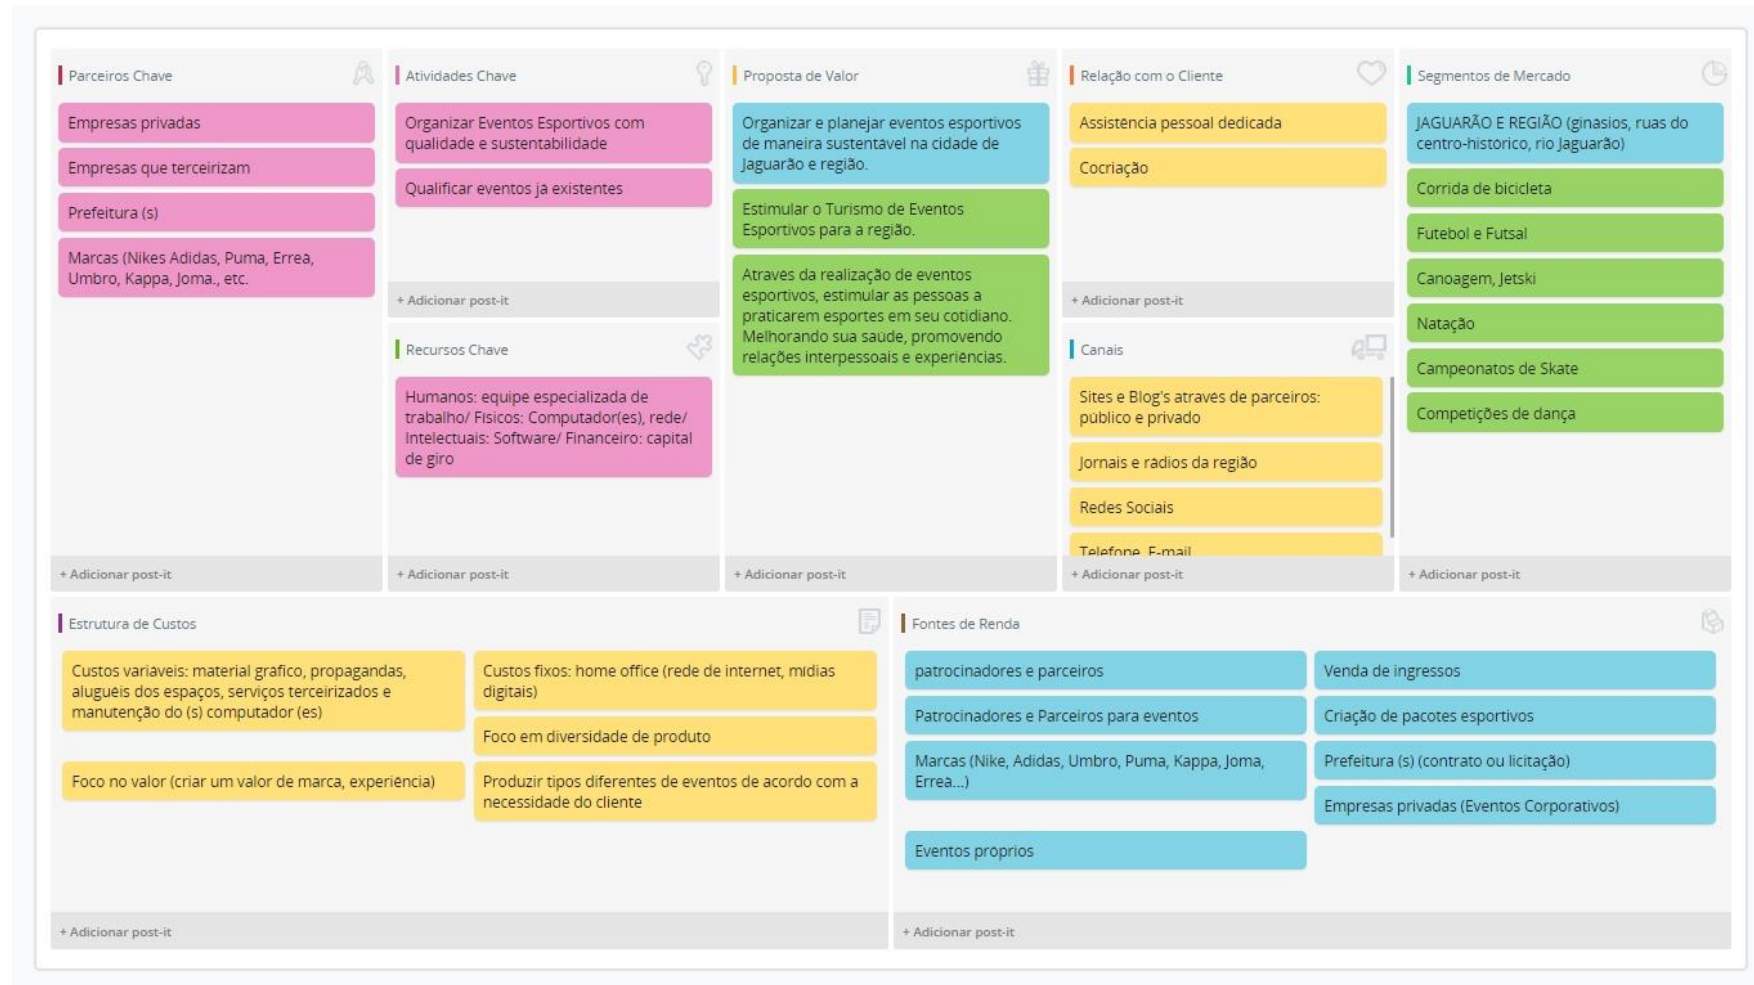 Parceiros Chave
Empresas privadas
Empresas que terceirizam
Prefeitura (s)
Marcas (Nikes Adidas, Puma, Errea,
Umbro, Kappa, Joma., etc.
+ Adicionar post-it
Atividades Chave
Organizar Eventos Esportivos com
qualidade e sustentabilidade
Qualificar eventos já existentes
+ Adicionar post-it
Recursos Chave
Humanos: equipe especializada de
trabalho/ Físicos: Computador(es), rede/
Intelectuais: Software/ Financeiro: capital
de giro
+ Adicionar post-it
Proposta de Valor
Organizar e planejar eventos esportivos
de maneira sustentável na cidade de
Jaguarão e região.
Estimular o Turismo de Eventos
Esportivos para a região.
Através da realização de eventos
esportivos, estimular as pessoas a
praticarem esportes em seu cotidiano.
Melhorando sua saúde, promovendo
relações interpessoais e experiências.
+ Adicionar post-it
Relação com o Cliente
Assistência pessoal dedicada
Cocriação
+ Adicionar post-it
Canais
Sites e Blog's através de parceiros:
público e privado
Jornais e rádios da região
Redes Sociais
Telefone, E-mail
+ Adicionar post-it
Segmentos de Mercado
JAGUARÃO E REGIÃO (ginásios, ruas do
centro-histórico, rio Jaguarão)
Corrida de bicicleta
Futebol e Futsal
Canoagem, Jetski
Natação
Campeonatos de Skate
Competições de dança
+ Adicionar post-it
Estrutura de Custos
Custos variáveis: material gráfico, propagandas,
aluguéis dos espaços, serviços terceirizados e
manutenção do (s) computador (es)
Foco no valor (criar um valor de marca, experiência)
Custos fixos: home office (rede de internet, mídias
digitais)
Foco em diversidade de produto
Produzir tipos diferentes de eventos de acordo com a
necessidade do cliente
+ Adicionar post-it
Fontes de Renda
patrocinadores e parceiros
Patrocinadores e Parceiros para eventos
Marcas (Nike, Adidas, Umbro, Puma, Kappa, Joma,
Erreà...)
Eventos próprios
Venda de ingressos
Criação de pacotes esportivos
Prefeitura (s) (contrato ou licitação)
Empresas privadas (Eventos Corporativos)
+ Adicionar post-it